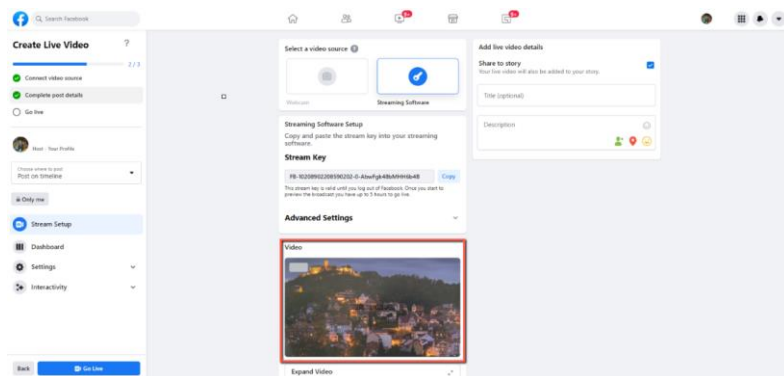 Search Facebook
Create Live Video
?
2 / 3
Connect video source
Complete post details
Go live
Host · Your Profile
Choose where to post
Post on timeline
Only me
Stream Setup
Dashboard
Settings
Interactivity
Back
Go Live
Select a video source
Webcam
Streaming Software
Streaming Software Setup
Copy and paste the stream key into your streaming
software.
Stream Key
Copy
This stream key is valid until you log out of Facebook. Once you start to
preview the broadcast you have up to 5 hours to go live.
Advanced Settings
Video
Expand Video
Add live video details
Share to story
Your live video will also be added to your story.
Title (optional)
Description